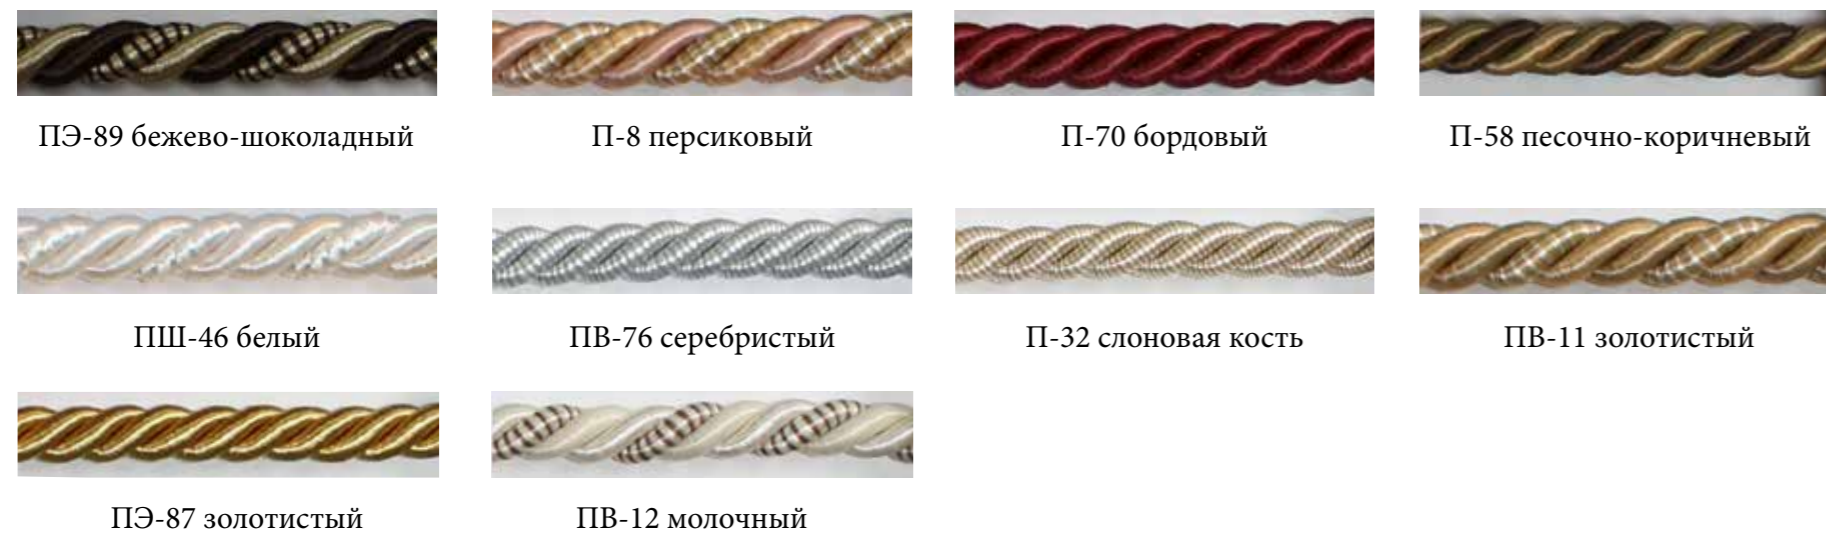 ПЭ-89 бежево-шоколадный
П-8 персиковый
П-70 бордовый
П-58 песочно-коричневый
ПШ-46 белый
ПВ-76 серебристый
П-32 слоновая кость
ПВ-11 золотистый
ПЭ-87 золотистый
ПВ-12 молочный